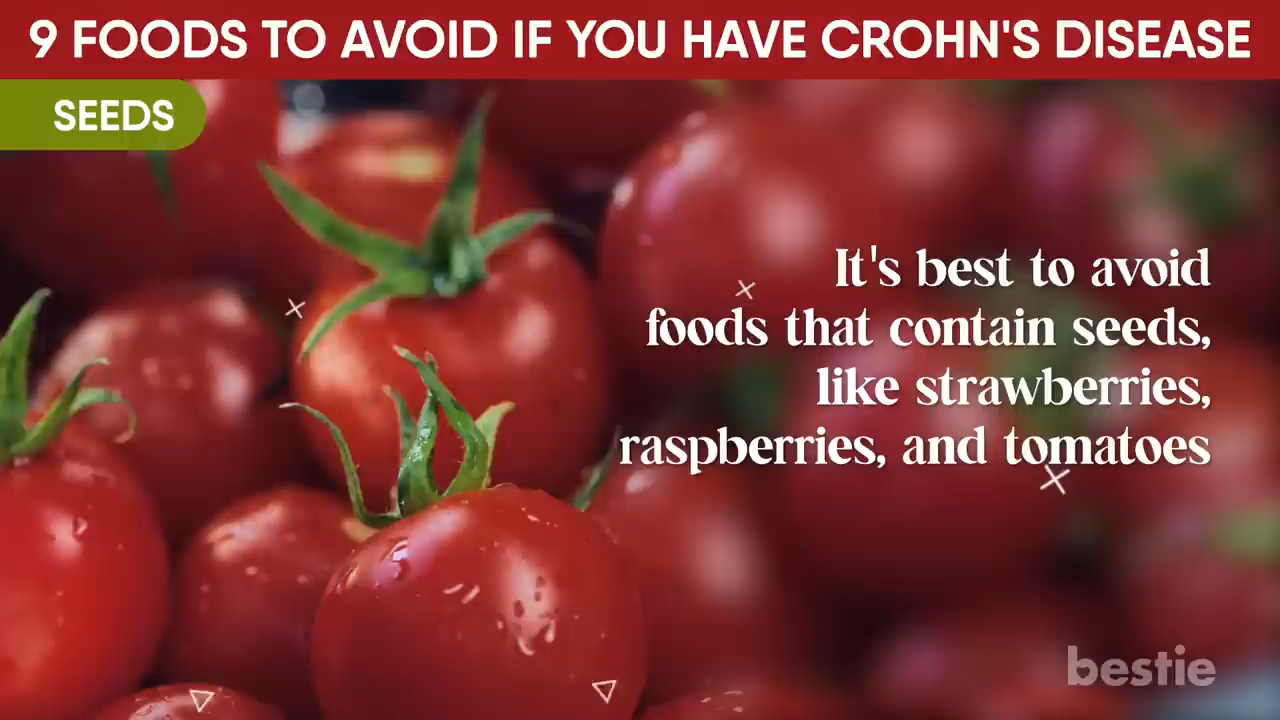 9 FOODS TO AVOID IF YOU HAVE CROHN'S DISEASE
SEEDS
It's best to avoid
foods that contain seeds,
like strawberries,
raspberries, and tomatoes
bestie